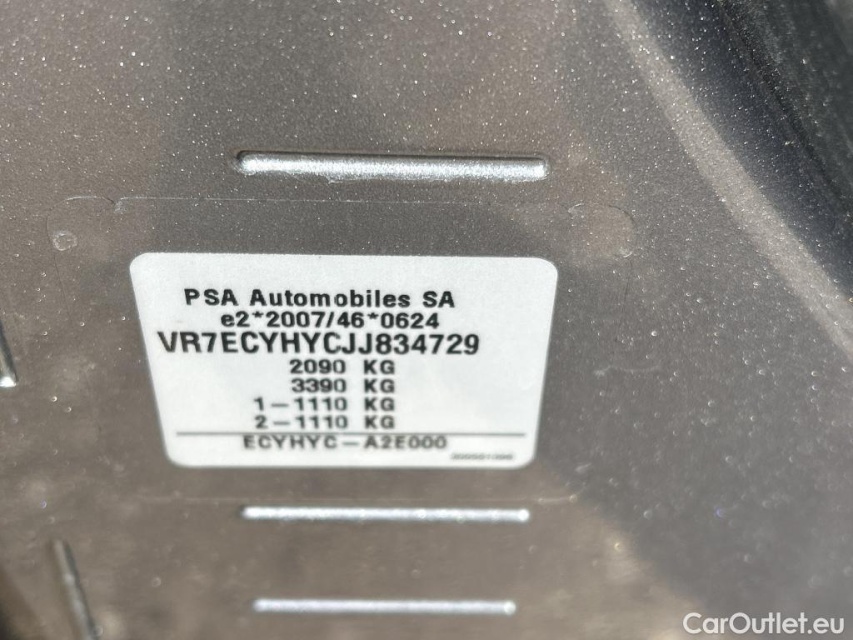 PSA Automobiles SA
e2*2007/46*0624
VR7ECYHYCJJ834729
2090 KG
3390 KG
1-1110 KG
2-1110 KG
ECYHYC-A2E000
CarOutlet.eu